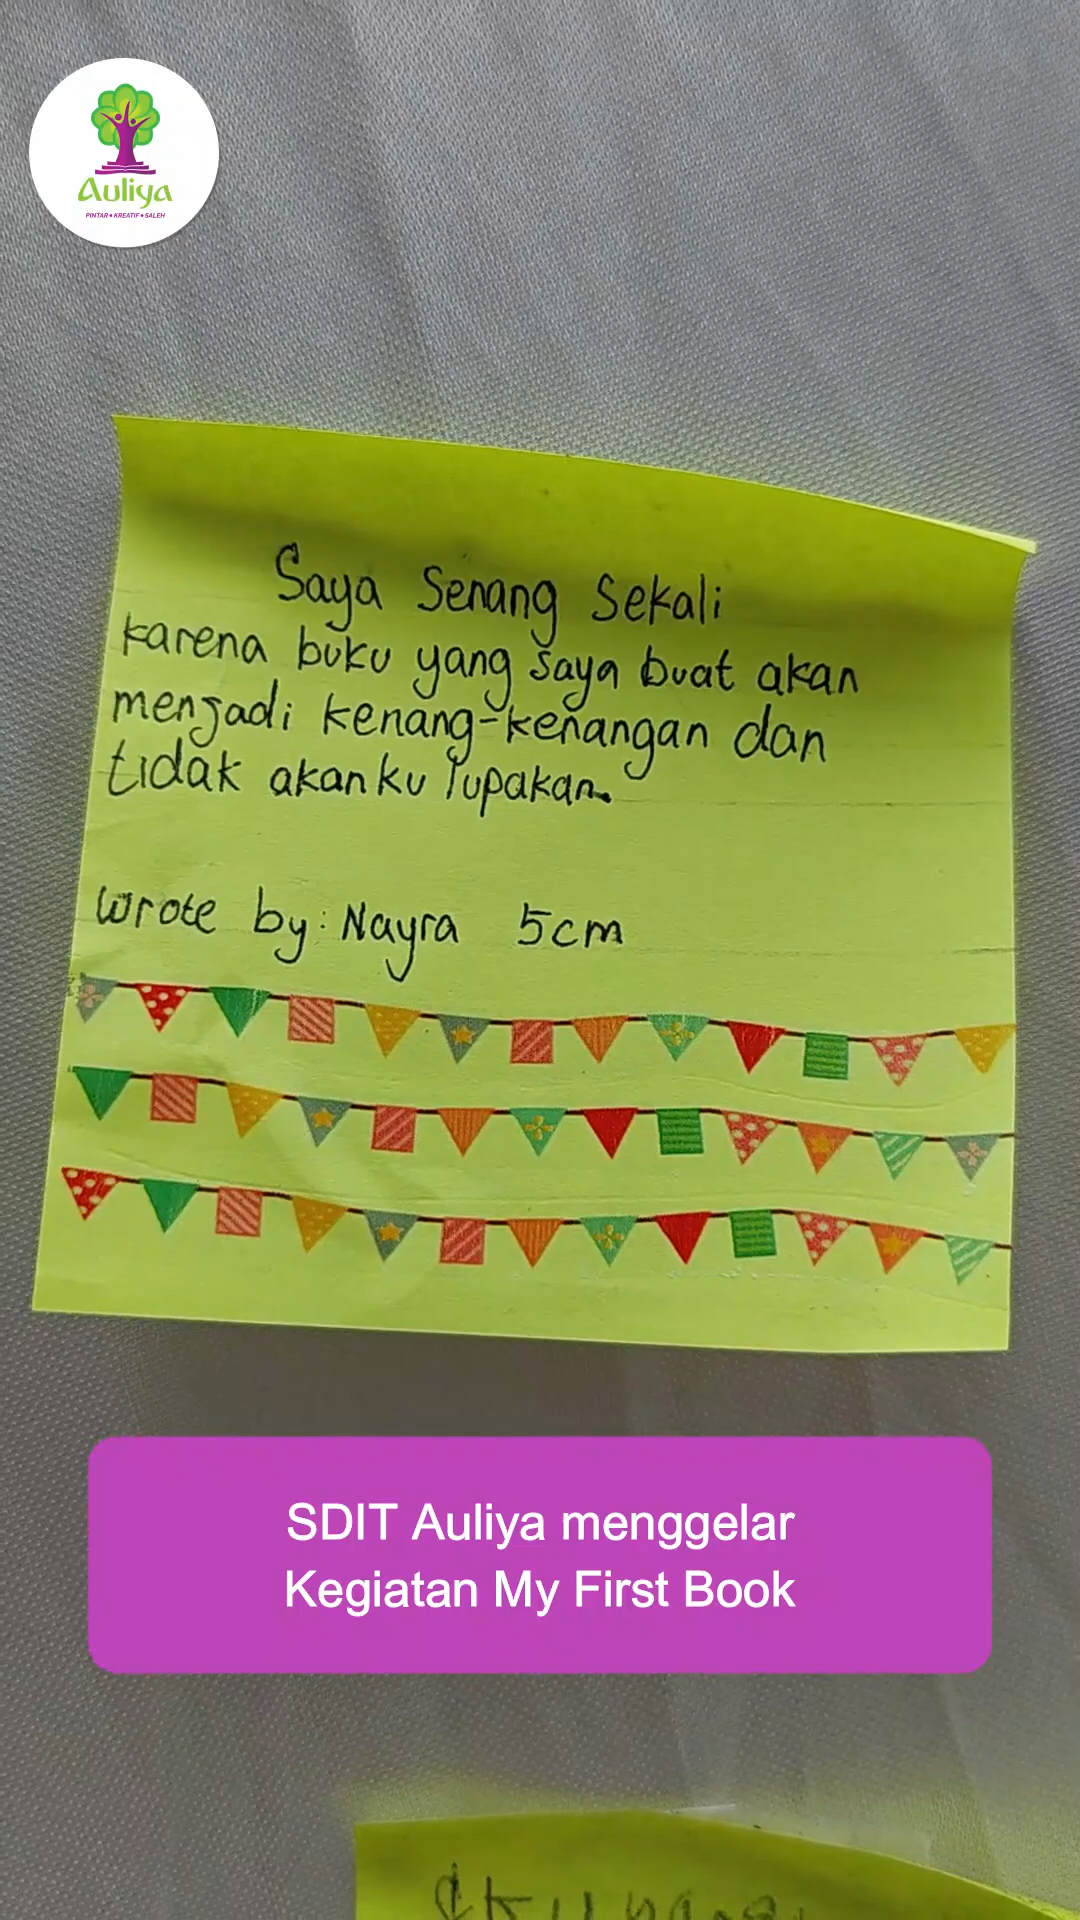 Auliya
PINTAR • KREATIF • SALEH
Saya Senang Sekali
karena buku yang saya buat akan
menjadi kenang-kenangan dan
tidak akanku lupakan.
Wrote by: Nayra 5cm
SDIT Auliya menggelar
Kegiatan My First Book